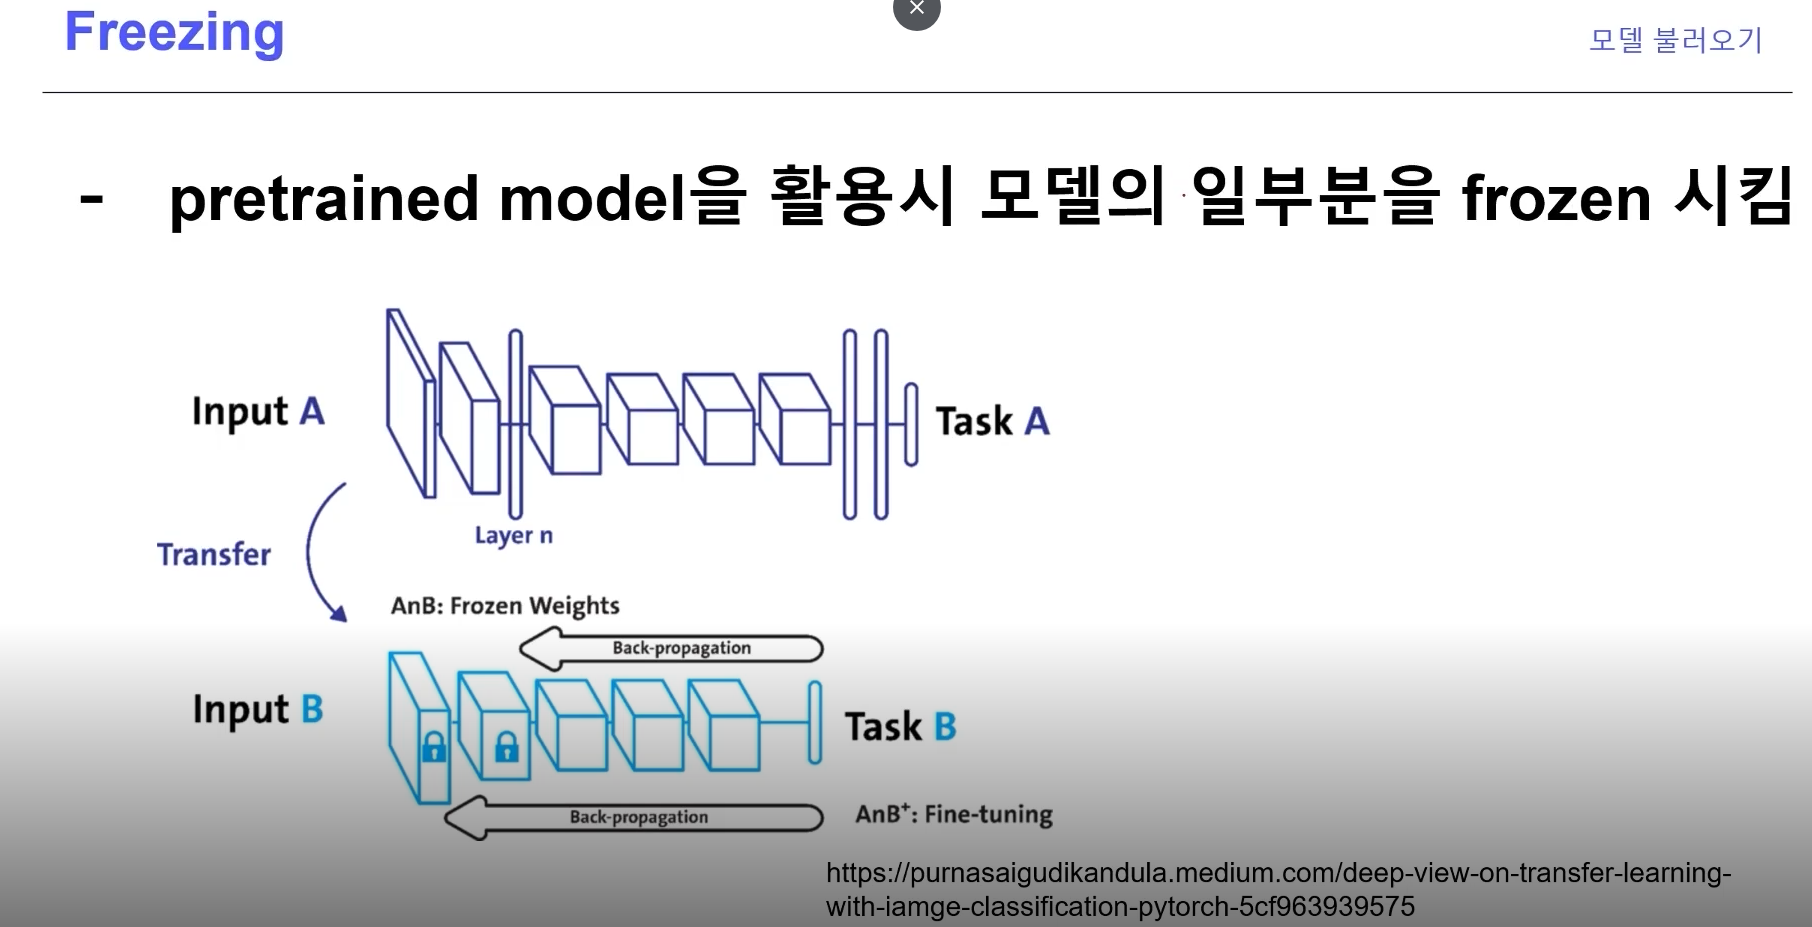 Freezing
모델 불러오기
- pretrained model을 활용시 모델의 일부분을 frozen 시킴
Input A
Task A
Layer n
Transfer
AnB: Frozen Weights
Back-propagation
Input B
Task B
Back-propagation
AnB⁺: Fine-tuning
https://purnasaigudikandula.medium.com/deep-view-on-transfer-learning-
with-iamge-classification-pytorch-5cf963939575